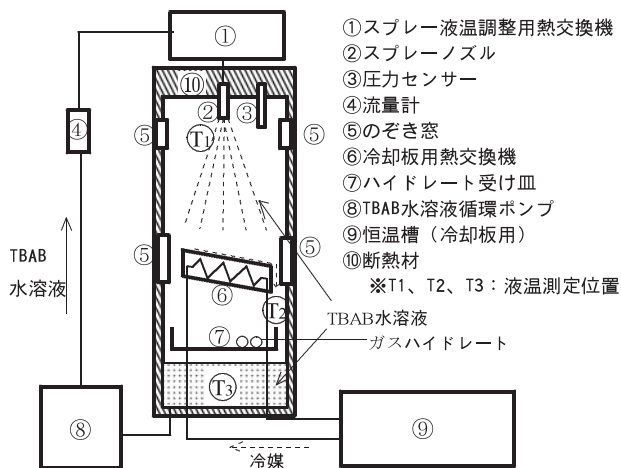 ①スプレー液温調整用熱交換機
②スプレーノズル
③圧力センサー
④流量計
⑤のぞき窓
⑥冷却板用熱交換機
⑦ハイドレート受け皿
⑧TBAB水溶液循環ポンプ
⑨恒温槽（冷却板用）
⑩断熱材
※T1、T2、T3：液温測定位置
①
⑩
②
③
④
⑤
T1
⑤
TBAB
水溶液
⑤
⑤
⑥
T2
TBAB水溶液
⑦
ガスハイドレート
T3
⑧
⑨
冷媒